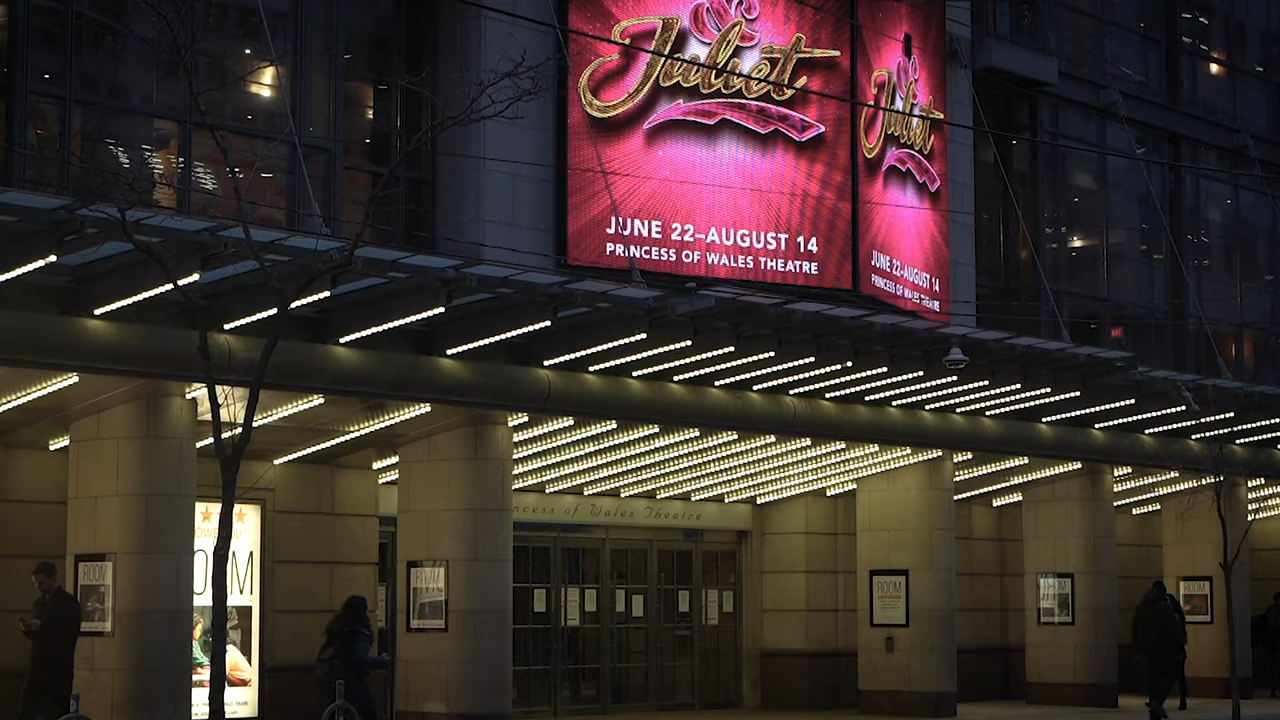 Juliet
JUNE 22–AUGUST 14
PRINCESS OF WALES THEATRE
Juliet
JUNE 22–AUGUST 14
PRINCESS OF WALES THEATRE
ncess of Wales Theatre
OM
ROOM
ROOM
ROOM